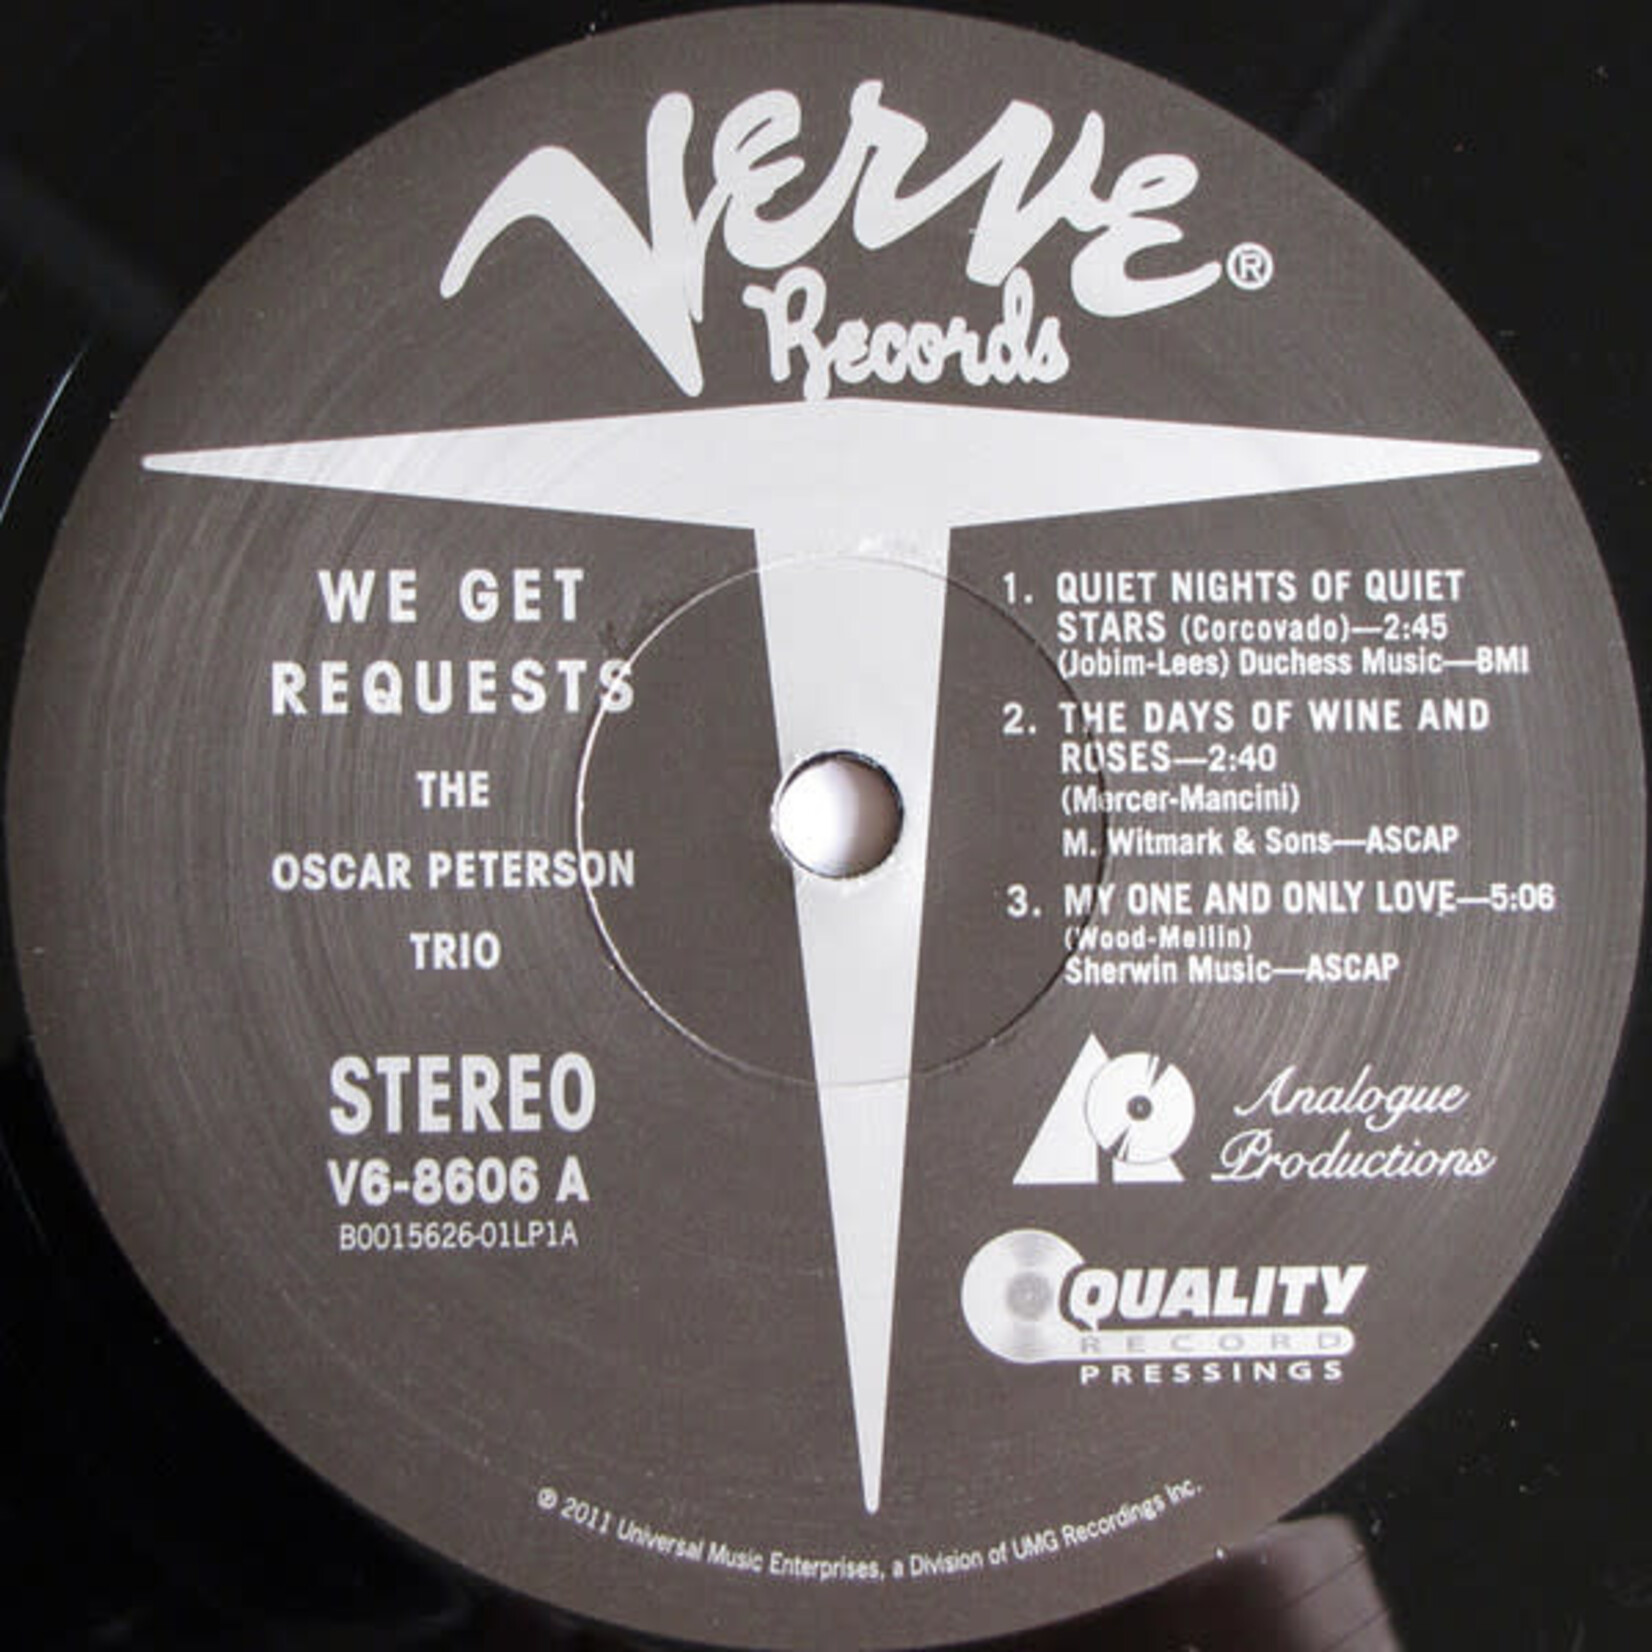 Verve®
Records
WE GET
REQUESTS
THE
OSCAR PETERSON
TRIO
STEREO
V6-8606 A
B0015626-01LP1A
1. QUIET NIGHTS OF QUIET
STARS (Corcovado)—2:45
(Jobim-Lees) Duchess Music—BMI
2. THE DAYS OF WINE AND
ROSES—2:40
(Mercer-Mancini)
M. Witmark & Sons—ASCAP
3. MY ONE AND ONLY LOVE—5:06
(Wood-Mellin)
Sherwin Music—ASCAP
Analogue
Productions
QUALITY
RECORD
PRESSINGS
℗ 2011 Universal Music Enterprises, a Division of UMG Recordings Inc.